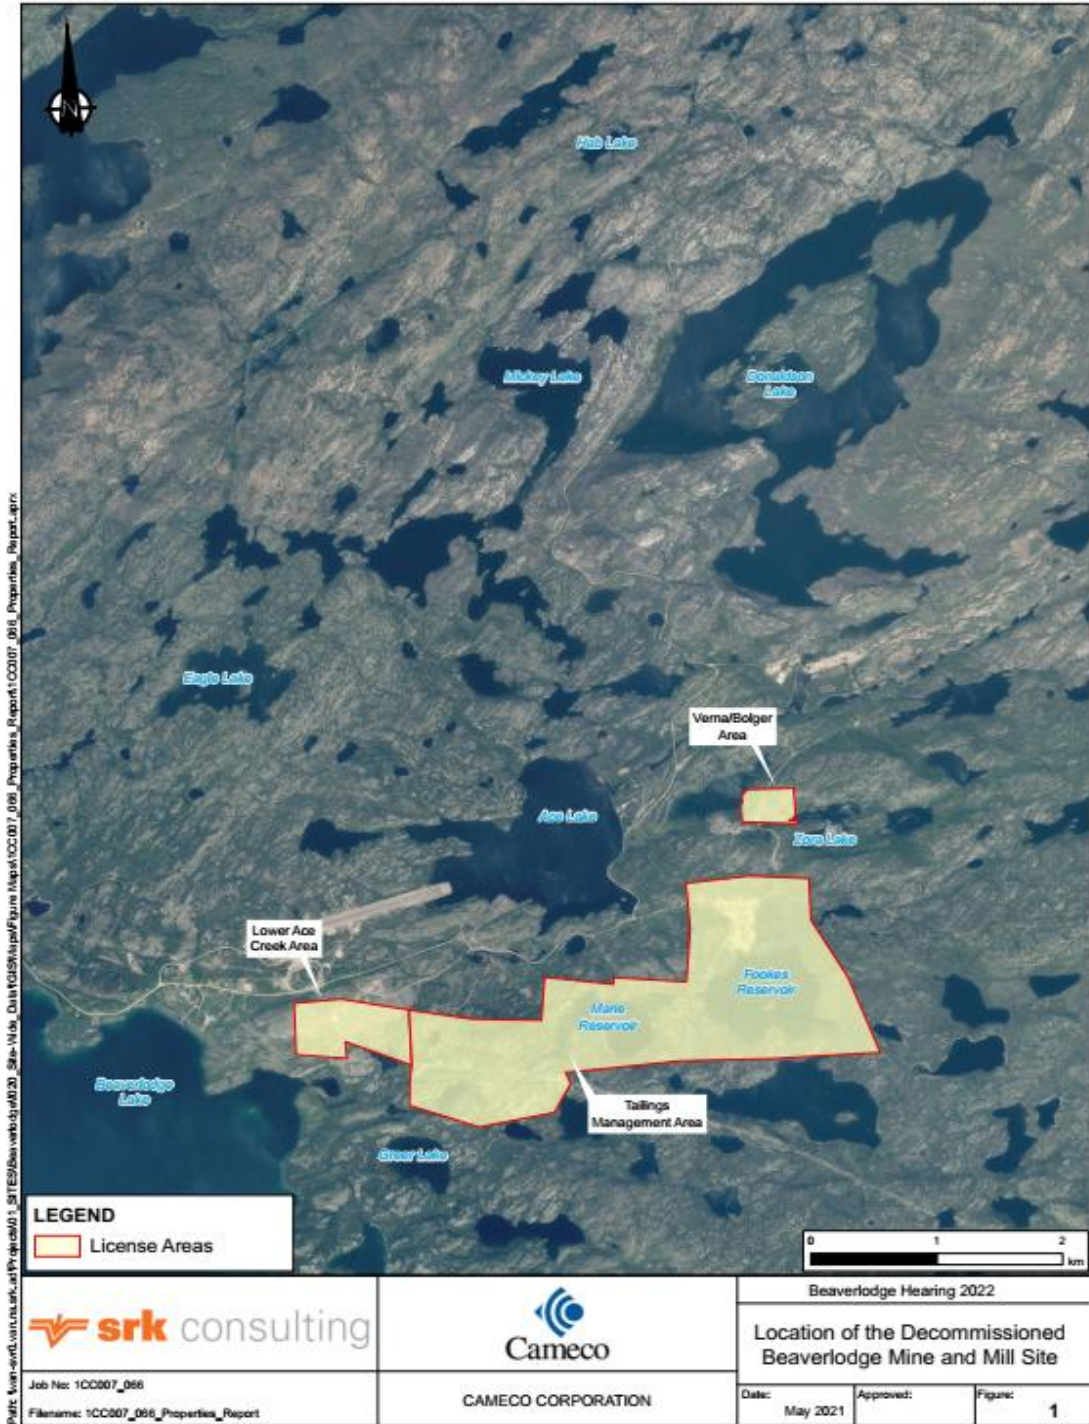 N
Hab Lake
Mickey Lake
Donaldson
Lake
Eagle Lake
Verna/Bolger
Area
Ace Lake
Zora Lake
Lower Ace
Creek Area
Fookes
Reservoir
Marie
Reservoir
Beaverlodge
Lake
Tailings
Management Area
Greer Lake
LEGEND
License Areas
0 1 2
km
srk consulting
Job No: 1CC007_066
Filename: 1CC007_066_Properties_Report
Cameco
CAMECO CORPORATION
Beaverlodge Hearing 2022
Location of the Decommissioned
Beaverlodge Mine and Mill Site
Date:
May 2021
Approved:
Figure:
1